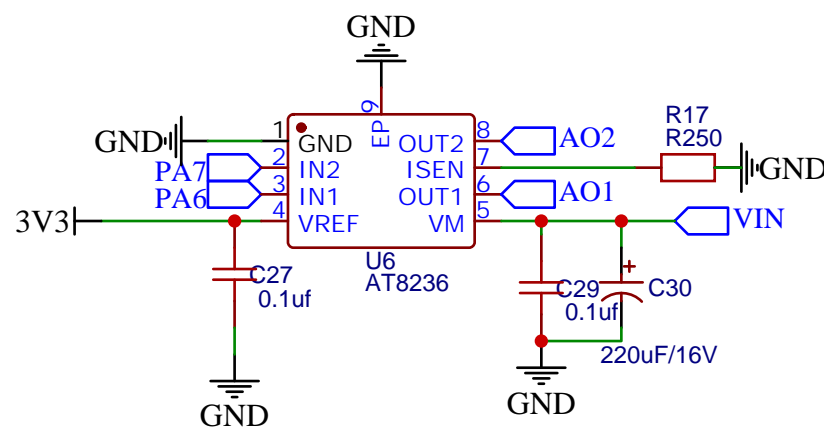 GND
9
EP
GND
1
GND
PA7
2
IN2
PA6
3
IN1
3V3
4
VREF
OUT2
8
AO2
ISEN
7
R17
R250
GND
OUT1
6
AO1
VM
5
VIN
U6
AT8236
C27
0.1uf
GND
C29
0.1uf
+
C30
220uF/16V
GND